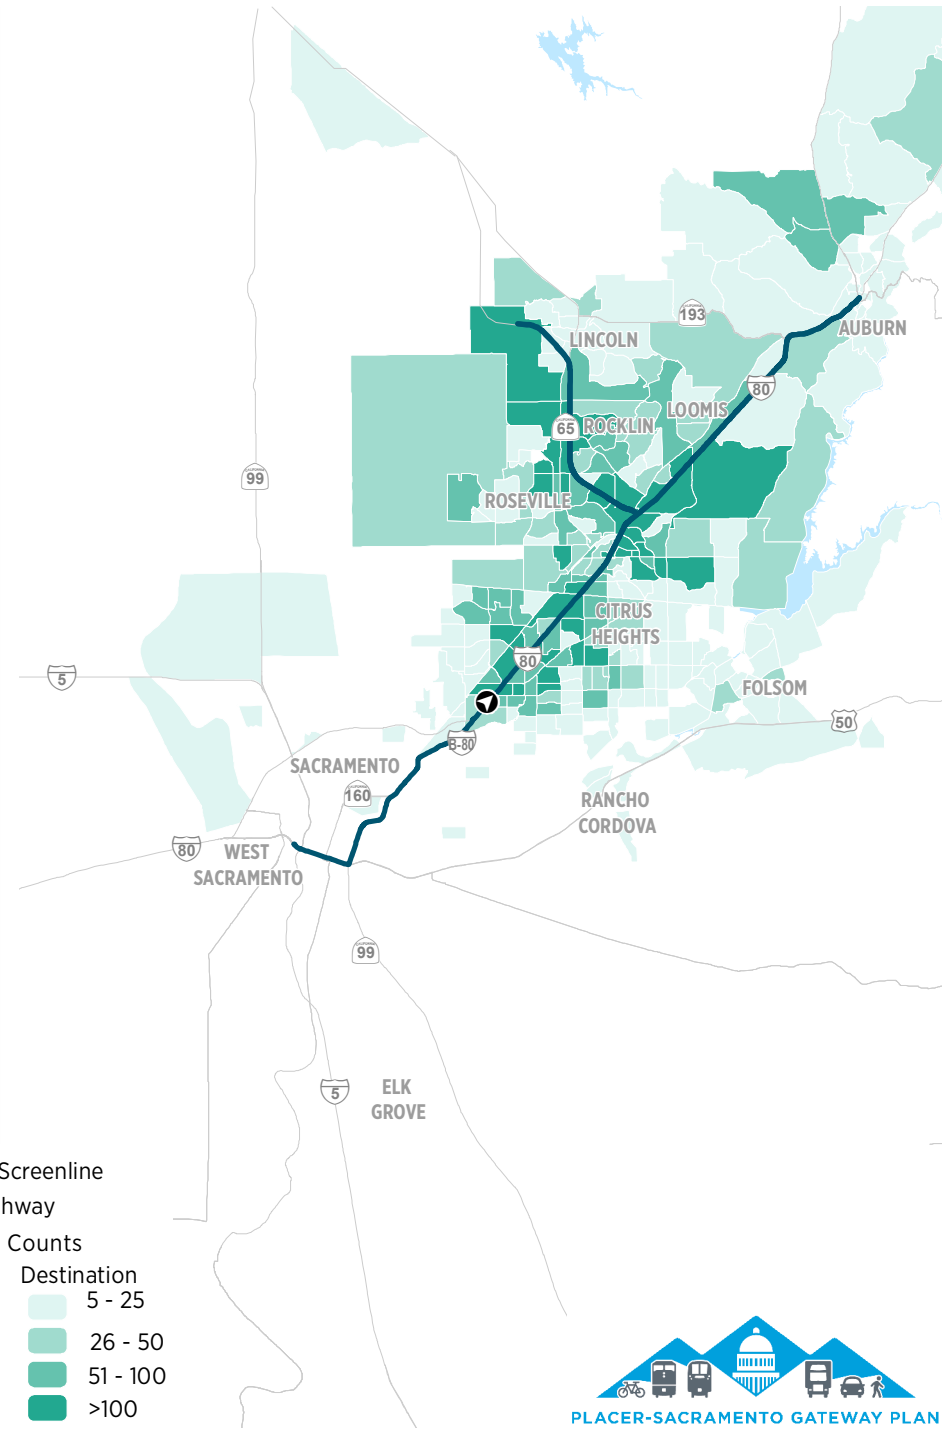 193
AUBURN
LINCOLN
80
LOOMIS
65
ROCKLIN
99
ROSEVILLE
CITRUS
HEIGHTS
80
5
FOLSOM
50
B-80
SACRAMENTO
160
RANCHO
CORDOVA
80
WEST
SACRAMENTO
99
5
ELK
GROVE
Screenline
hway
Counts
Destination
5 - 25
26 - 50
51 - 100
>100
PLACER-SACRAMENTO GATEWAY PLAN